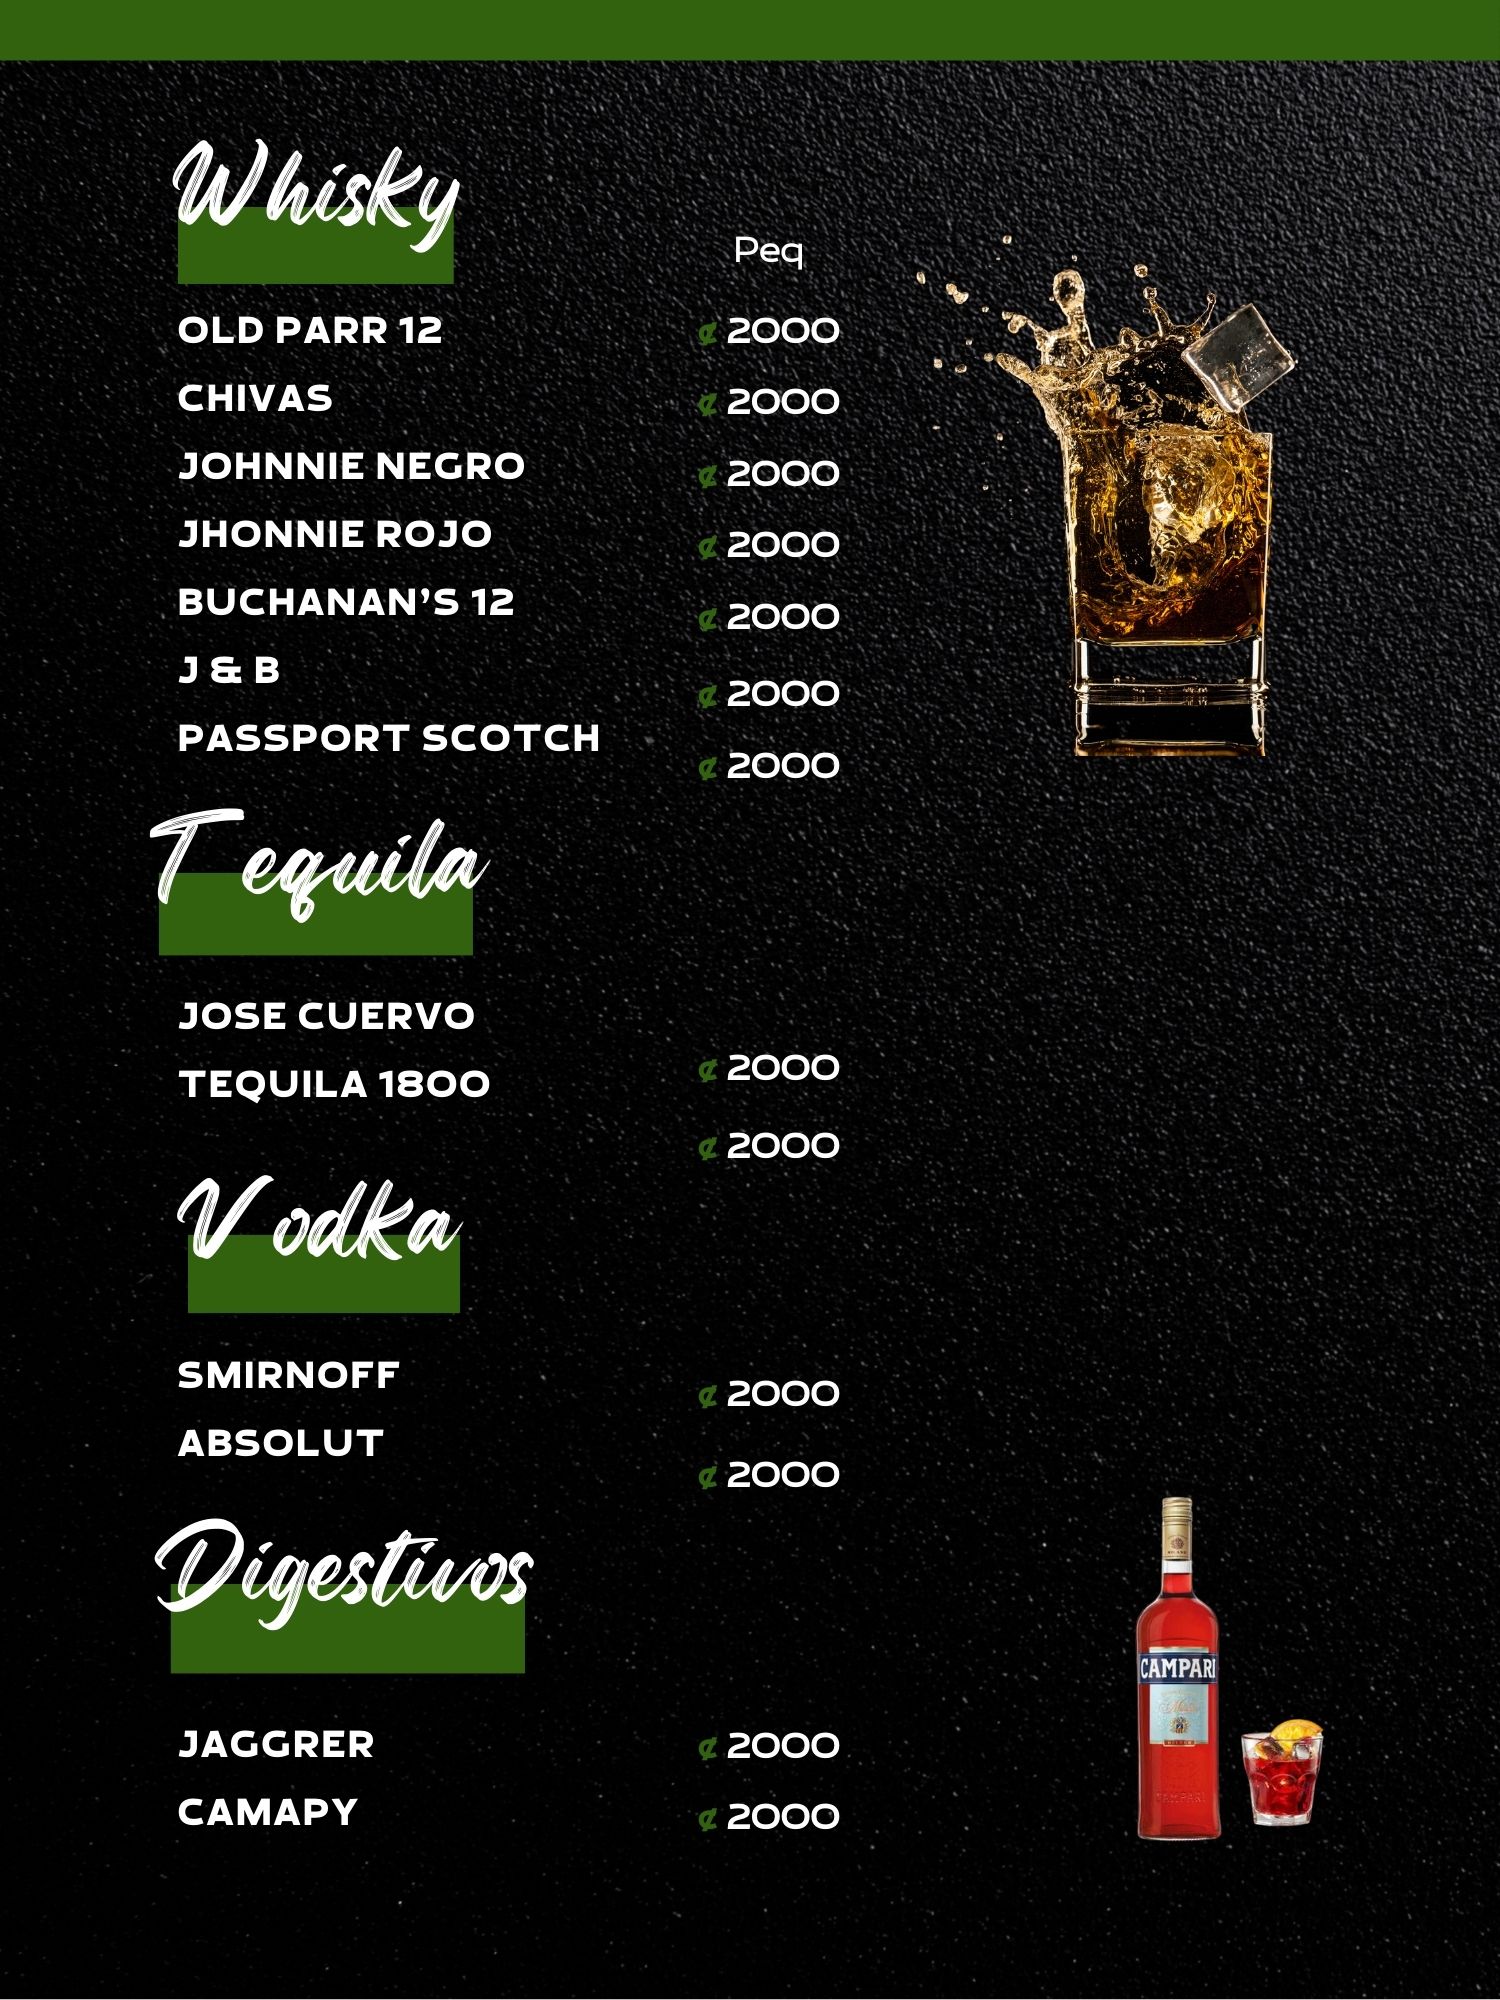 Whisky
Peq
OLD PARR 12 ₡ 2000
CHIVAS ₡ 2000
JOHNNIE NEGRO ₡ 2000
JHONNIE ROJO ₡ 2000
BUCHANAN’S 12 ₡ 2000
J & B ₡ 2000
PASSPORT SCOTCH ₡ 2000
Tequila
JOSE CUERVO ₡ 2000
TEQUILA 1800 ₡ 2000
Vodka
SMIRNOFF ₡ 2000
ABSOLUT ₡ 2000
Digestivos
CAMPARI
JAGGRER ₡ 2000
CAMAPY ₡ 2000